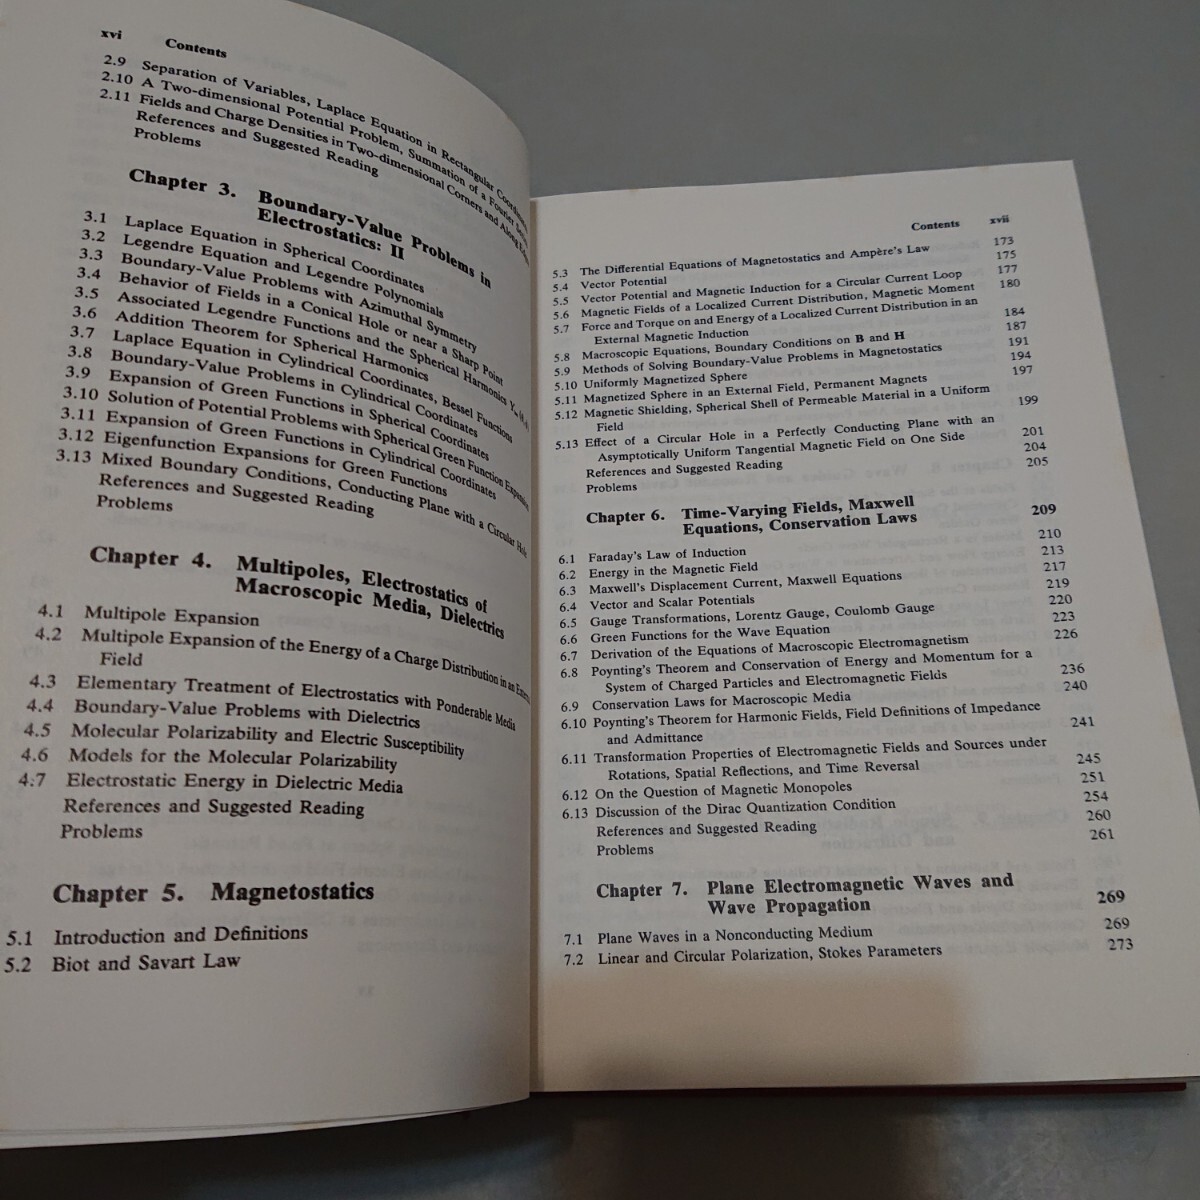 xvi Contents
2.9 Separation of Variables, Laplace Equation in Rectangular
2.10 A Two-dimensional Potential Problem, Summation of a Fourier
2.11 Fields and Charge Densities in Two-dimensional Corners and Along
References and Suggested Reading
Problems
Chapter 3. Boundary-Value Problems in
Electrostatics: II
3.1 Laplace Equation in Spherical Coordinates
3.2 Legendre Equation and Legendre Polynomials
3.3 Boundary-Value Problems with Azimuthal Symmetry
3.4 Behavior of Fields in a Conical Hole or near a Sharp Point
3.5 Associated Legendre Functions and the Spherical Harmonics
3.6 Addition Theorem for Spherical Harmonics
3.7 Laplace Equation in Cylindrical Coordinates, Bessel Functions
3.8 Boundary-Value Problems in Cylindrical Coordinates
3.9 Expansion of Green Functions in Spherical Coordinates
3.10 Solution of Potential Problems with Spherical Green Function
3.11 Expansion of Green Functions in Cylindrical Coordinates
3.12 Eigenfunction Expansions for Green Functions
3.13 Mixed Boundary Conditions, Conducting Plane with a Circular Hole
References and Suggested Reading
Problems
Chapter 4. Multipoles, Electrostatics of
Macroscopic Media, Dielectrics
4.1 Multipole Expansion
4.2 Multipole Expansion of the Energy of a Charge Distribution in an
Field
4.3 Elementary Treatment of Electrostatics with Ponderable Media
4.4 Boundary-Value Problems with Dielectrics
4.5 Molecular Polarizability and Electric Susceptibility
4.6 Models for the Molecular Polarizability
4.7 Electrostatic Energy in Dielectric Media
References and Suggested Reading
Problems
Chapter 5. Magnetostatics
5.1 Introduction and Definitions
5.2 Biot and Savart Law
Contents xvii
5.3 The Differential Equations of Magnetostatics and Ampère's Law 173
5.4 Vector Potential 175
5.5 Vector Potential and Magnetic Induction for a Circular Current Loop 177
5.6 Magnetic Fields of a Localized Current Distribution, Magnetic Moment 180
5.7 Force and Torque on and Energy of a Localized Current Distribution in an
External Magnetic Induction 184
5.8 Macroscopic Equations, Boundary Conditions on B and H 187
5.9 Methods of Solving Boundary-Value Problems in Magnetostatics 191
5.10 Uniformly Magnetized Sphere 194
5.11 Magnetized Sphere in an External Field, Permanent Magnets 197
5.12 Magnetic Shielding, Spherical Shell of Permeable Material in a Uniform
Field 199
5.13 Effect of a Circular Hole in a Perfectly Conducting Plane with an
Asymptotically Uniform Tangential Magnetic Field on One Side 201
References and Suggested Reading 204
Problems 205
Chapter 6. Time-Varying Fields, Maxwell
Equations, Conservation Laws 209
6.1 Faraday's Law of Induction 210
6.2 Energy in the Magnetic Field 213
6.3 Maxwell's Displacement Current, Maxwell Equations 217
6.4 Vector and Scalar Potentials 219
6.5 Gauge Transformations, Lorentz Gauge, Coulomb Gauge 220
6.6 Green Functions for the Wave Equation 223
6.7 Derivation of the Equations of Macroscopic Electromagnetism 226
6.8 Poynting's Theorem and Conservation of Energy and Momentum for a
System of Charged Particles and Electromagnetic Fields 236
6.9 Conservation Laws for Macroscopic Media 240
6.10 Poynting's Theorem for Harmonic Fields, Field Definitions of Impedance
and Admittance 241
6.11 Transformation Properties of Electromagnetic Fields and Sources under
Rotations, Spatial Reflections, and Time Reversal 245
6.12 On the Question of Magnetic Monopoles 251
6.13 Discussion of the Dirac Quantization Condition 254
References and Suggested Reading 260
Problems 261
Chapter 7. Plane Electromagnetic Waves and
Wave Propagation 269
7.1 Plane Waves in a Nonconducting Medium 269
7.2 Linear and Circular Polarization, Stokes Parameters 273